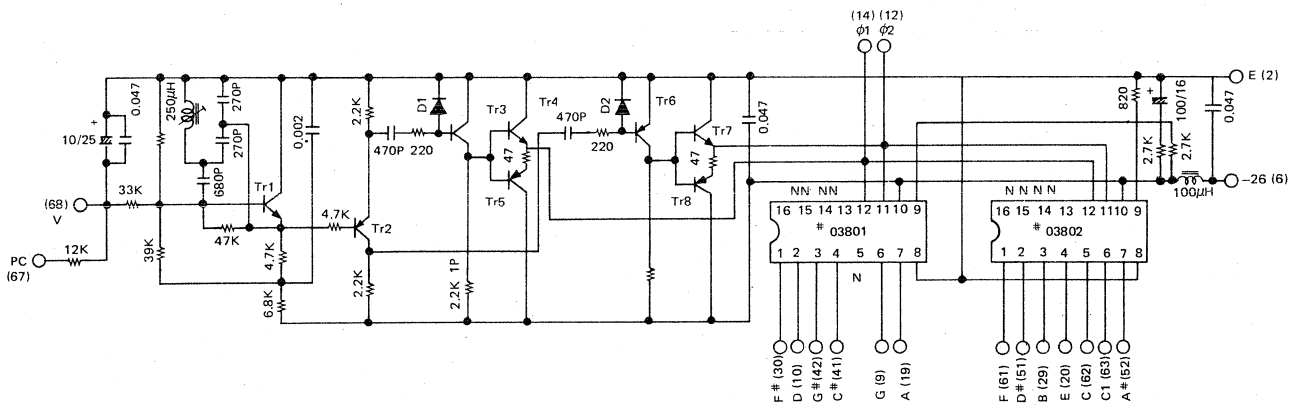 (14) (12)
φ1 φ2
E (2)
+
0.047
10/25
250μH
270P
270P
680P
0.002
2.2K
D1
470P
220
Tr3
Tr4
47
Tr5
470P
D2
220
Tr6
Tr7
47
Tr8
0.047
820
+
100/16
0.047
2.7K
2.7K
100μH
-26 (6)
33K
(68)
V
Tr1
47K
4.7K
Tr2
12K
PC
(67)
39K
4.7K
6.8K
2.2K
2.2K 1P
NN NN
16 15 14 13 12 11 10 9
# 03801
1 2 3 4 5 6 7 8
N
N N N N
16 15 14 13 12 11 10 9
# 03802
1 2 3 4 5 6 7 8
F# (30)
D (10)
G# (42)
C# (41)
G (9)
A (19)
F (61)
D# (51)
B (29)
E (20)
C (62)
C1 (63)
A# (52)